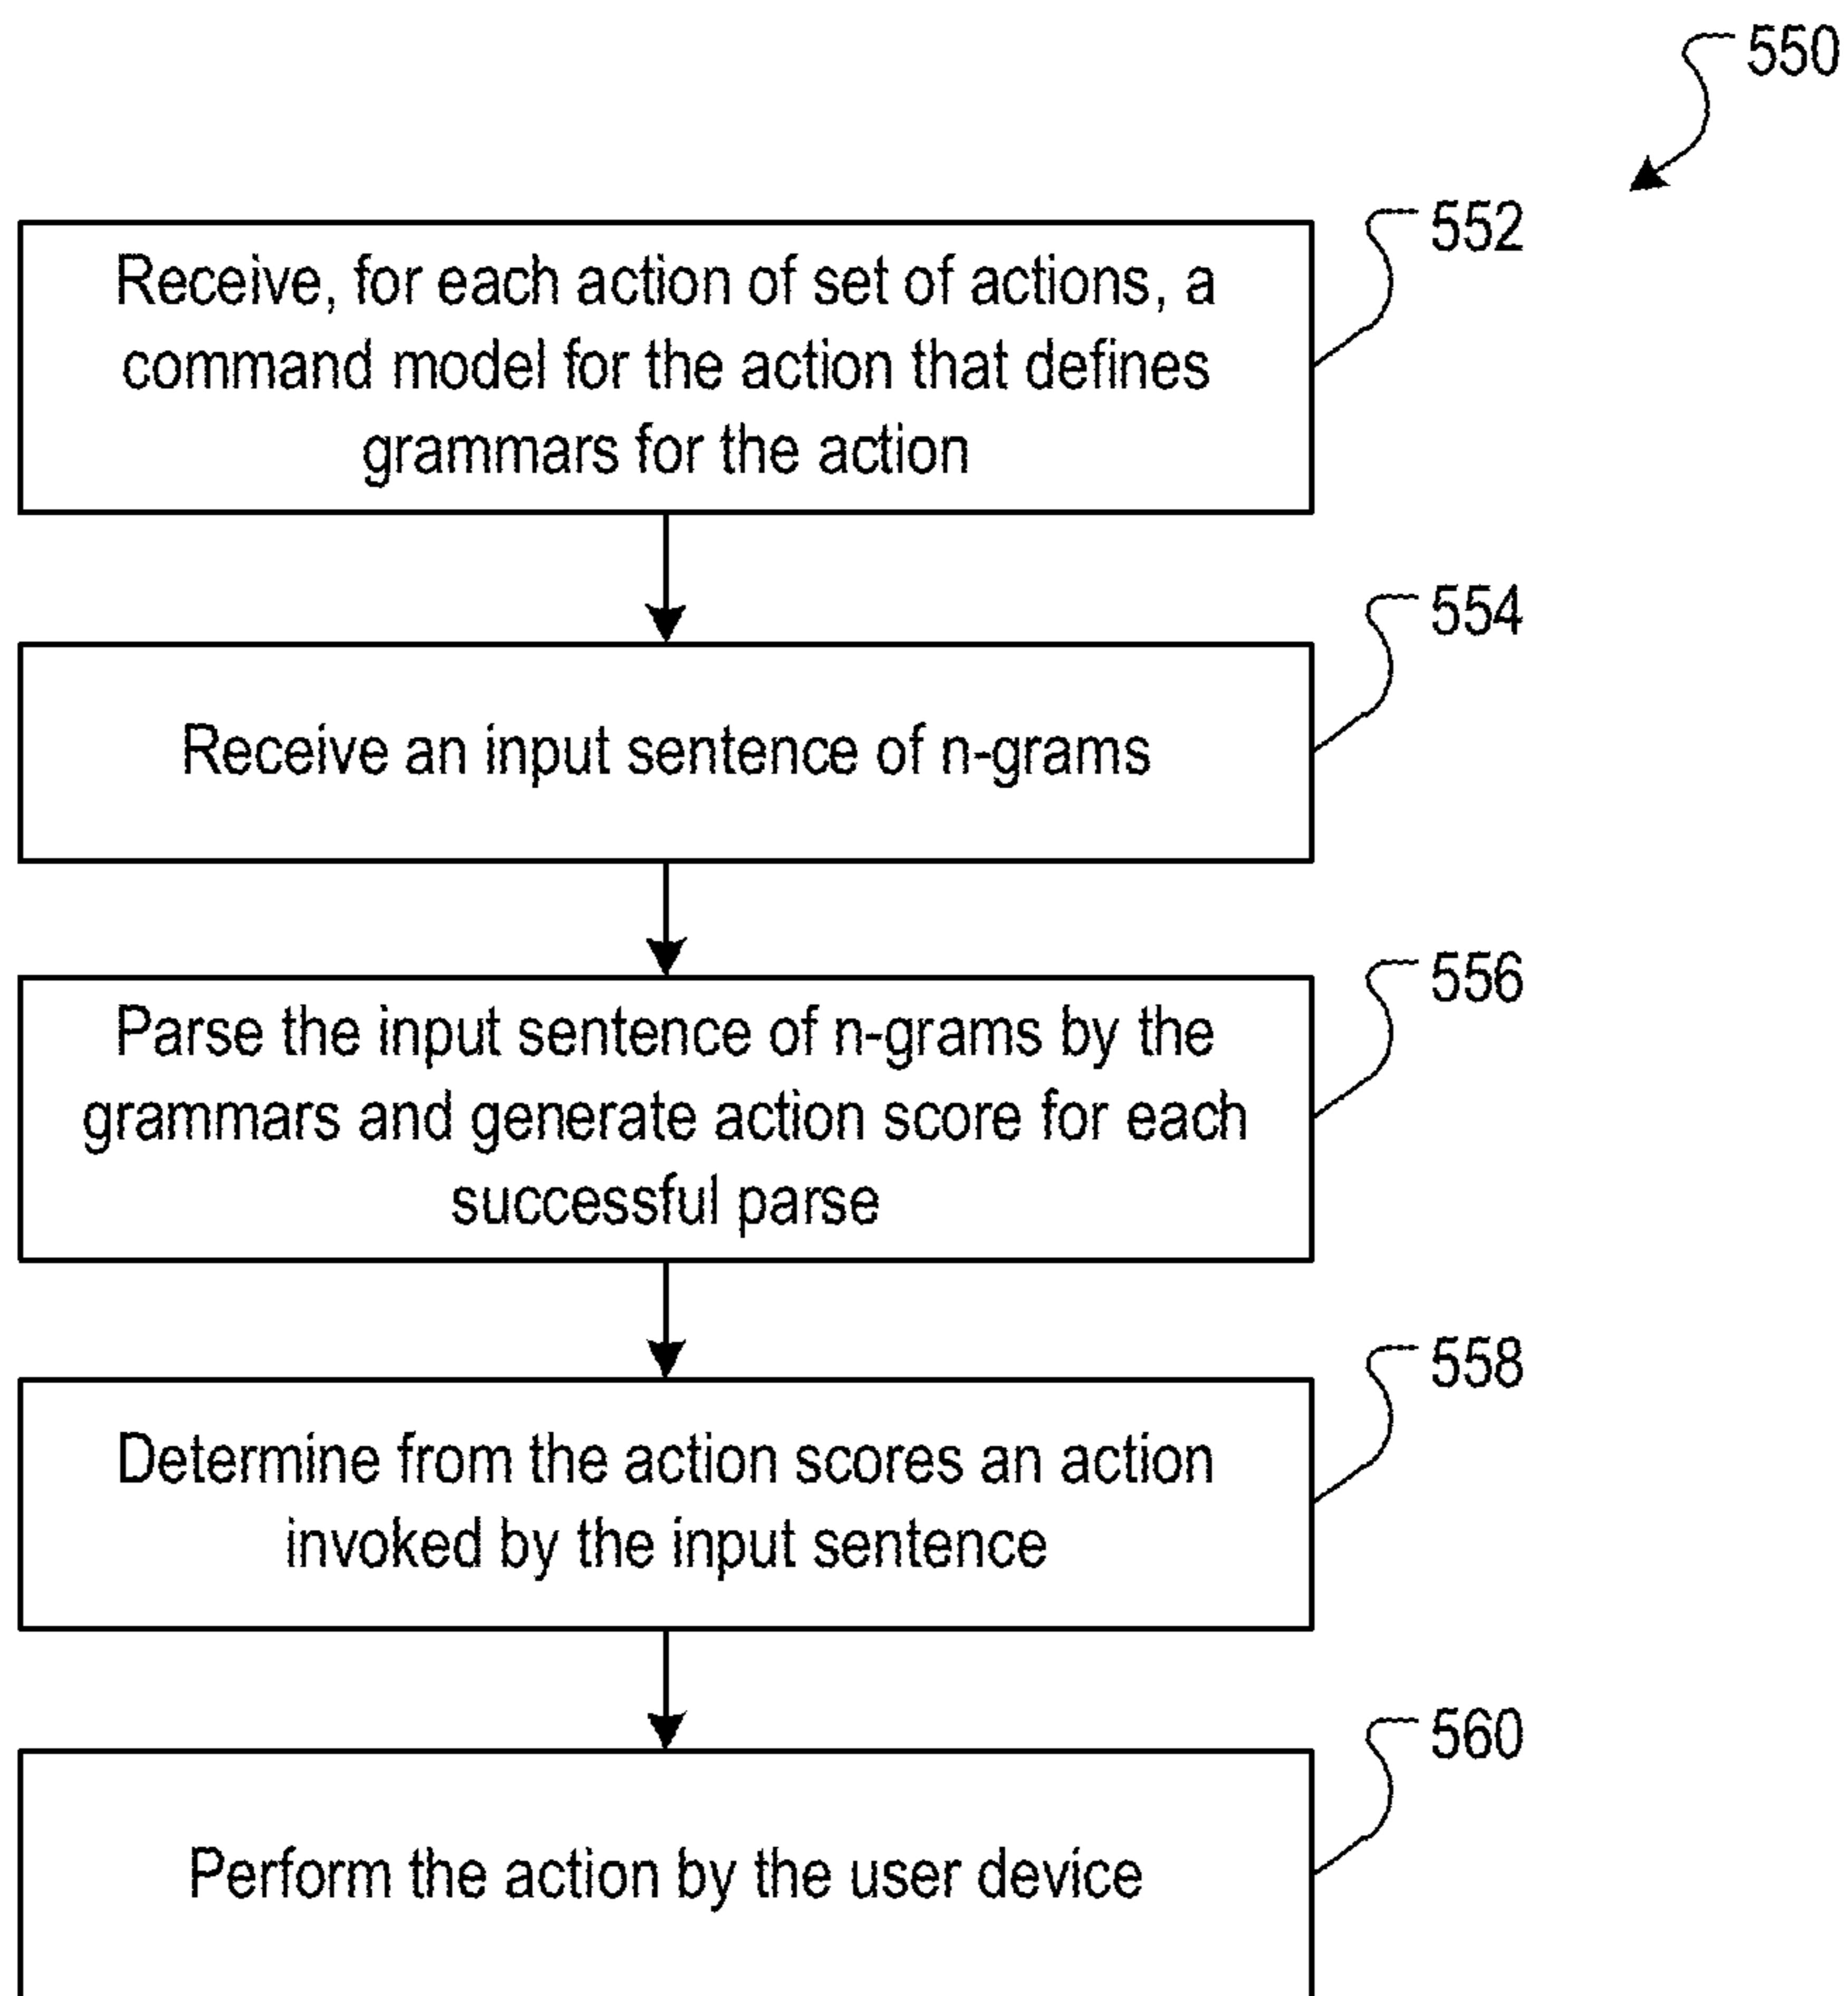 550
552
Receive, for each action of set of actions, a
command model for the action that defines
grammars for the action
554
Receive an input sentence of n-grams
556
Parse the input sentence of n-grams by the
grammars and generate action score for each
successful parse
558
Determine from the action scores an action
invoked by the input sentence
560
Perform the action by the user device